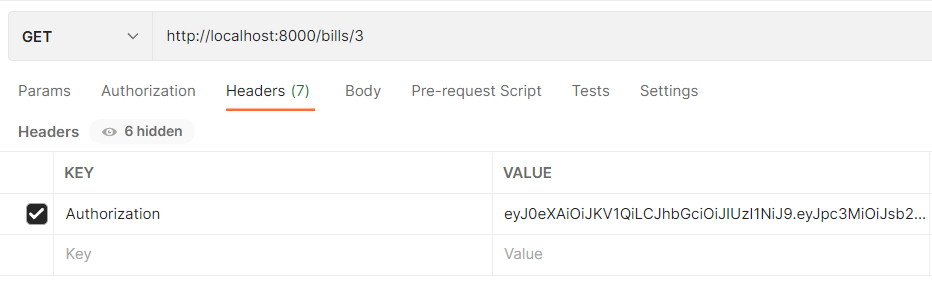 GET http://localhost:8000/bills/3
Params Authorization Headers (7) Body Pre-request Script Tests Settings
Headers 6 hidden
KEY VALUE
Authorization eyJ0eXAiOiJKV1QiLCJhbGciOiJIUzI1NiJ9.eyJpc3MiOiJsb2...
Key Value